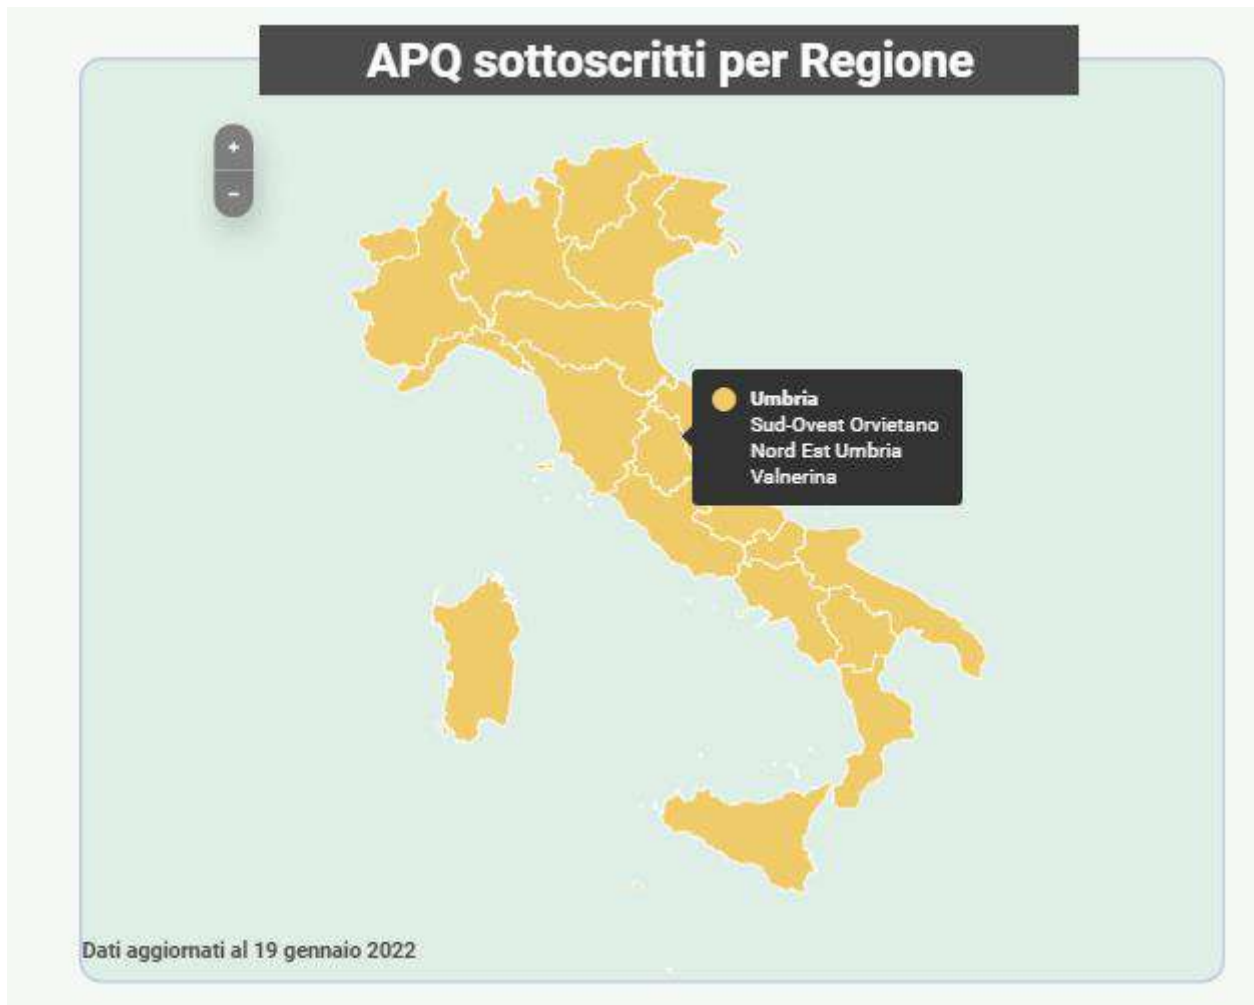 APQ sottoscritti per Regione
+
−
Umbria
Sud-Ovest Orvietano
Nord Est Umbria
Valnerina
Dati aggiornati al 19 gennaio 2022